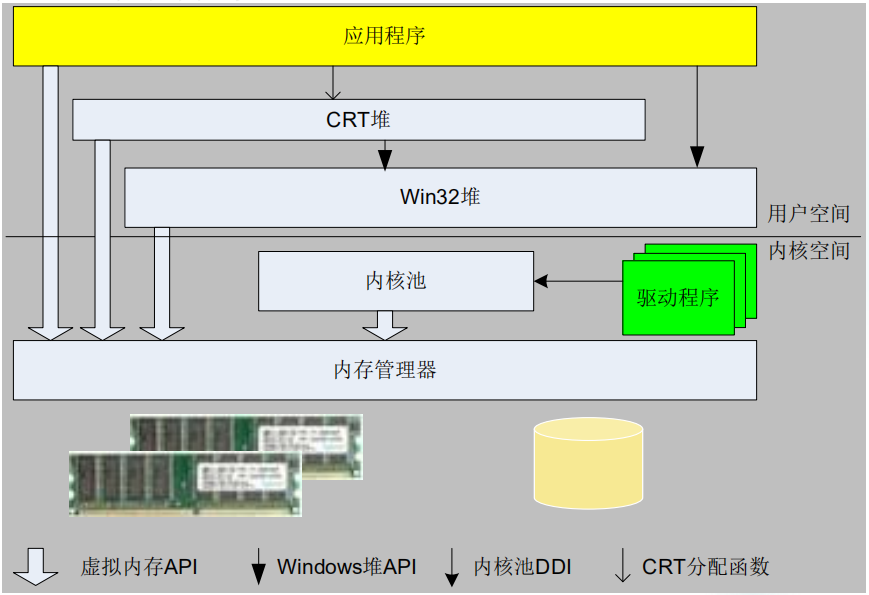 应用程序
CRT堆
Win32堆
用户空间
内核空间
内核池
驱动程序
内存管理器
虚拟内存API
Windows堆API
内核池DDI
CRT分配函数